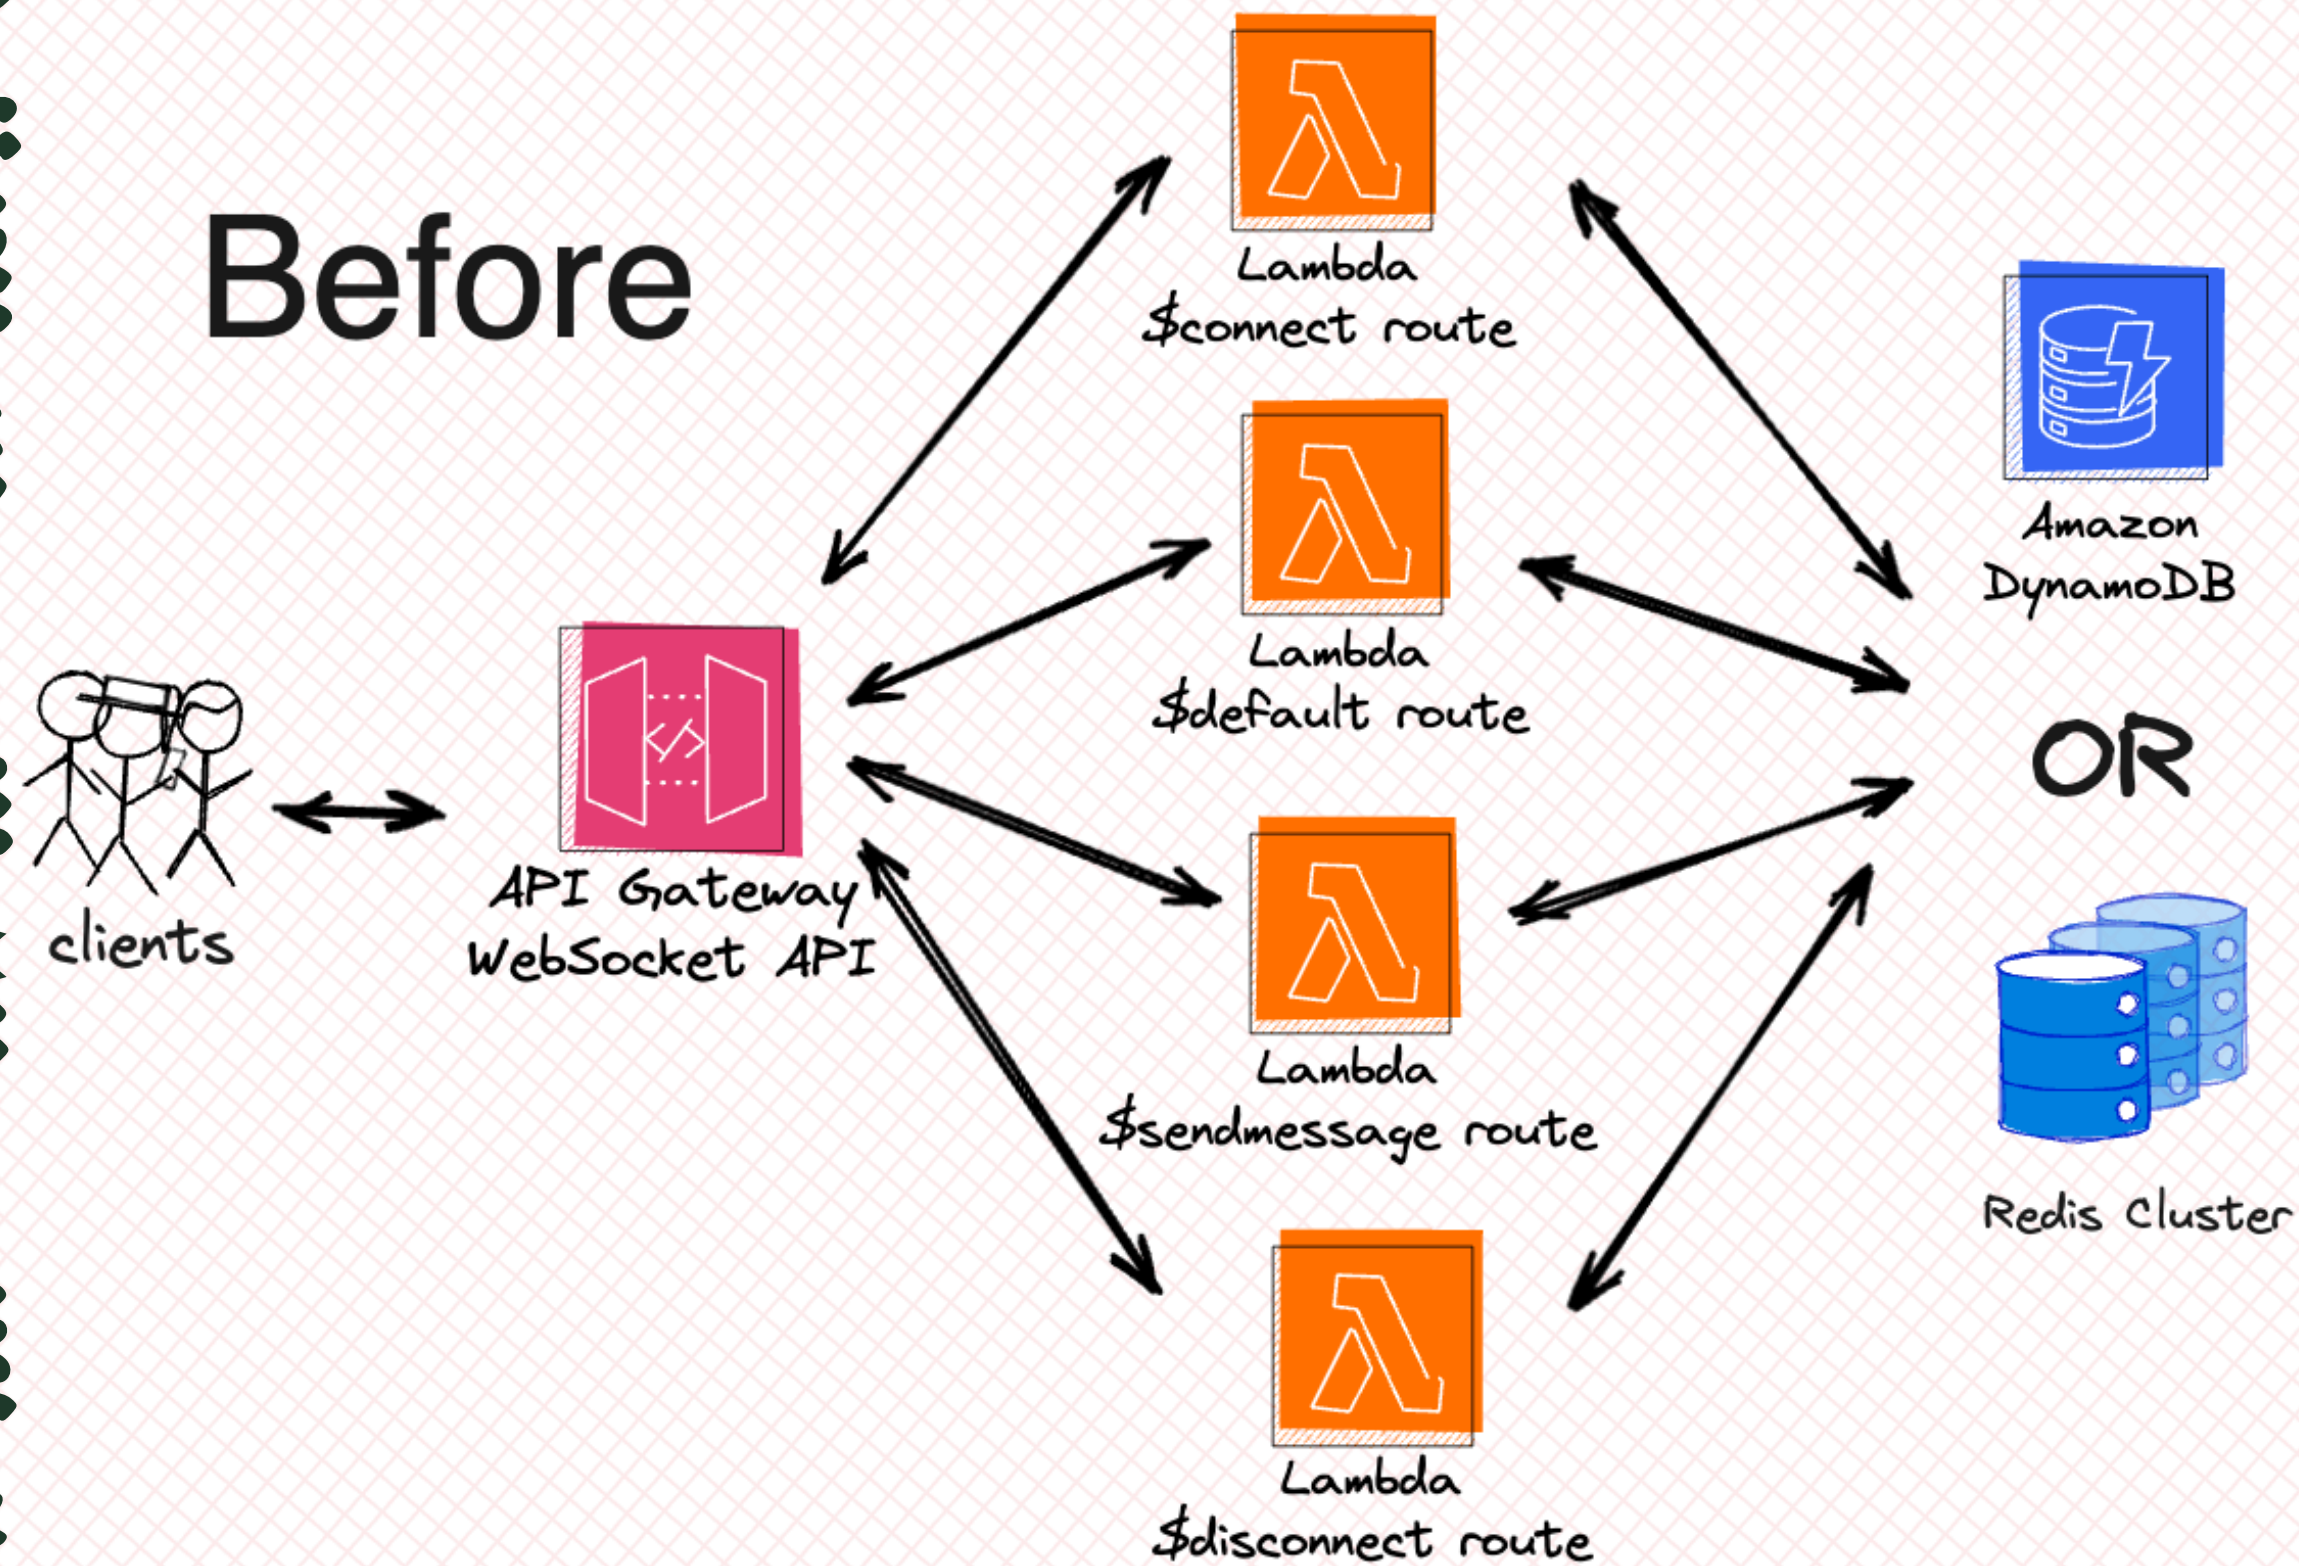 Before
clients
API Gateway
WebSocket API
Lambda
$connect route
Lambda
$default route
Lambda
$sendmessage route
Lambda
$disconnect route
Amazon
DynamoDB
OR
Redis Cluster